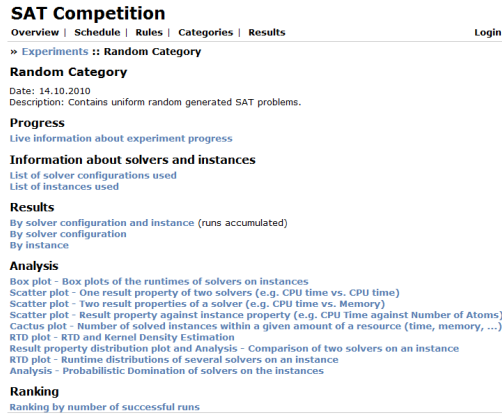 SAT Competition
Overview | Schedule | Rules | Categories | Results Login
» Experiments :: Random Category
Random Category
Date: 14.10.2010
Description: Contains uniform random generated SAT problems.
Progress
Live information about experiment progress
Information about solvers and instances
List of solver configurations used
List of instances used
Results
By solver configuration and instance (runs accumulated)
By solver configuration
By instance
Analysis
Box plot - Box plots of the runtimes of solvers on instances
Scatter plot - One result property of two solvers (e.g. CPU time vs. CPU time)
Scatter plot - Two result properties of a solver (e.g. CPU time vs. Memory)
Scatter plot - Result property against instance property (e.g. CPU Time against Number of Atoms)
Cactus plot - Number of solved instances within a given amount of a resource (time, memory, ...)
RTD plot - RTD and Kernel Density Estimation
Result property distribution plot and Analysis - Comparison of two solvers on an instance
RTD plot - Runtime distributions of several solvers on an instance
Analysis - Probabilistic Domination of solvers on the instances
Ranking
Ranking by number of successful runs